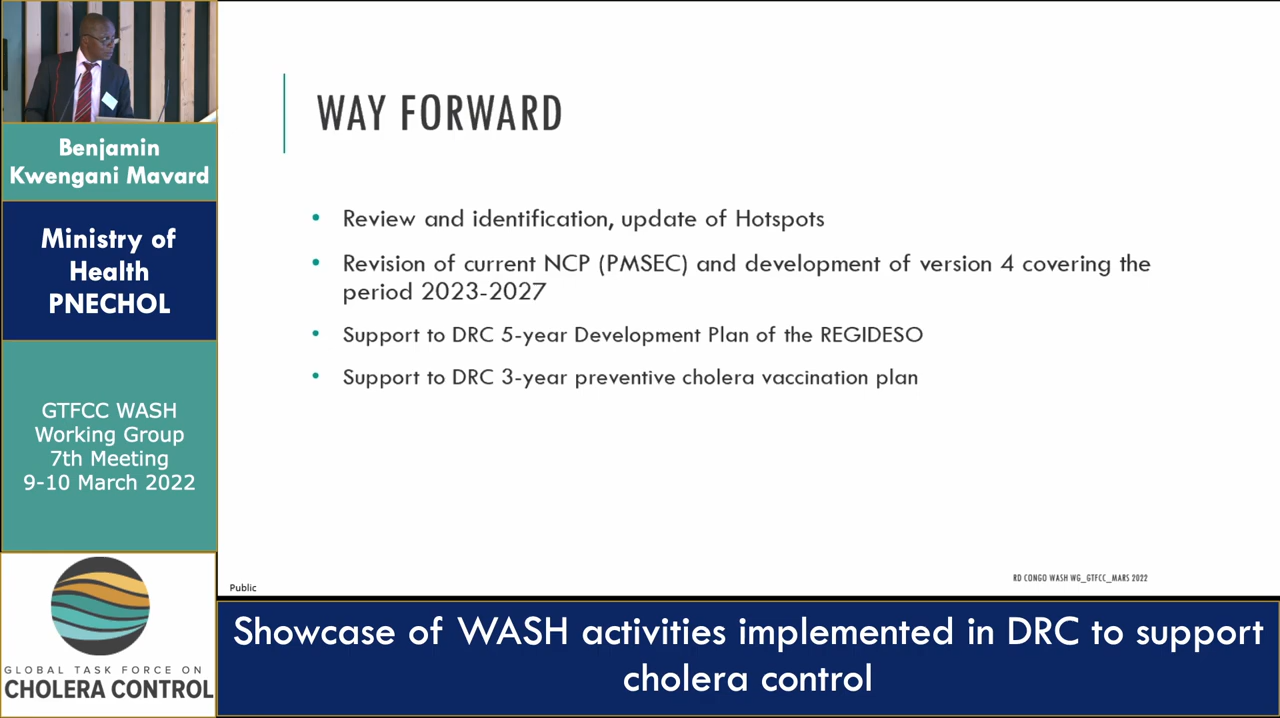 Benjamin
Kwengani Mavard
Ministry of
Health
PNECHOL
GTFCC WASH
Working Group
7th Meeting
9-10 March 2022
GLOBAL TASK FORCE ON
CHOLERA CONTROL
WAY FORWARD
• Review and identification, update of Hotspots
• Revision of current NCP (PMSEC) and development of version 4 covering the
period 2023-2027
• Support to DRC 5-year Development Plan of the REGIDESO
• Support to DRC 3-year preventive cholera vaccination plan
RD CONGO WASH WG_GTFCC_MARS 2022
Public
Showcase of WASH activities implemented in DRC to support
cholera control